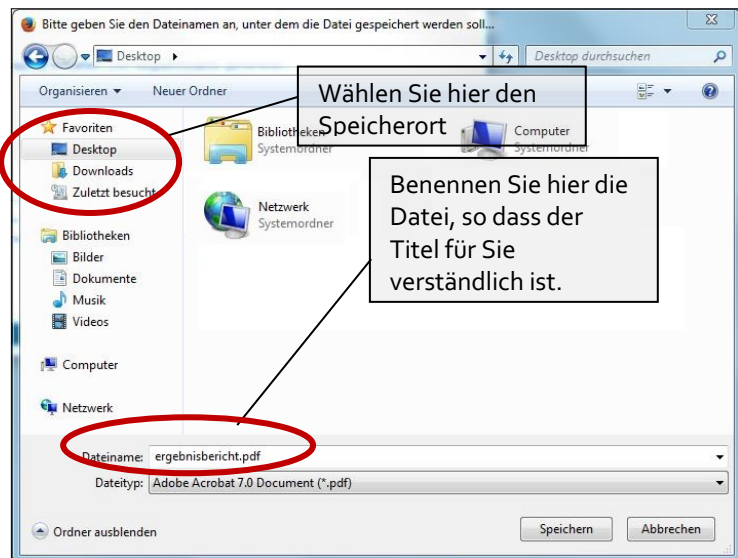 Bitte geben Sie den Dateinamen an, unter dem die Datei gespeichert werden soll...
Desktop
Desktop durchsuchen
Organisieren
Neuer Ordner
Wählen Sie hier den
Speicherort
Favoriten
Desktop
Downloads
Zuletzt besucht
Bibliotheken
Bilder
Dokumente
Musik
Videos
Computer
Netzwerk
Bibliotheken
Systemordner
Computer
Systemordner
Netzwerk
Systemordner
Benennen Sie hier die
Datei, so dass der
Titel für Sie
verständlich ist.
Dateiname: ergebnisbericht.pdf
Dateityp: Adobe Acrobat 7.0 Document (*.pdf)
Ordner ausblenden
Speichern
Abbrechen